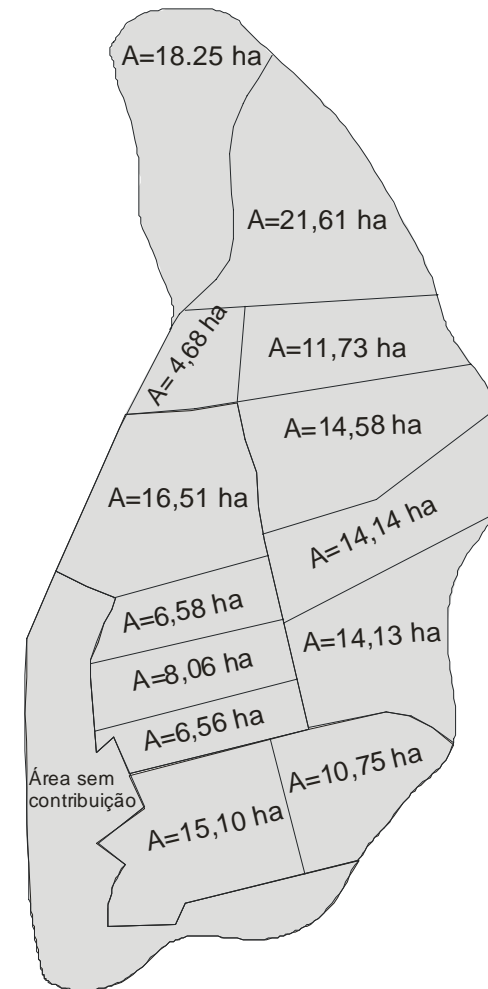 A=18.25 ha
A=21,61 ha
A= 4,68 ha
A=11,73 ha
A=14,58 ha
A=16,51 ha
A=14,14 ha
A=6,58 ha
A=14,13 ha
A=8,06 ha
A=6,56 ha
Área sem
contribuição
A=10,75 ha
A=15,10 ha